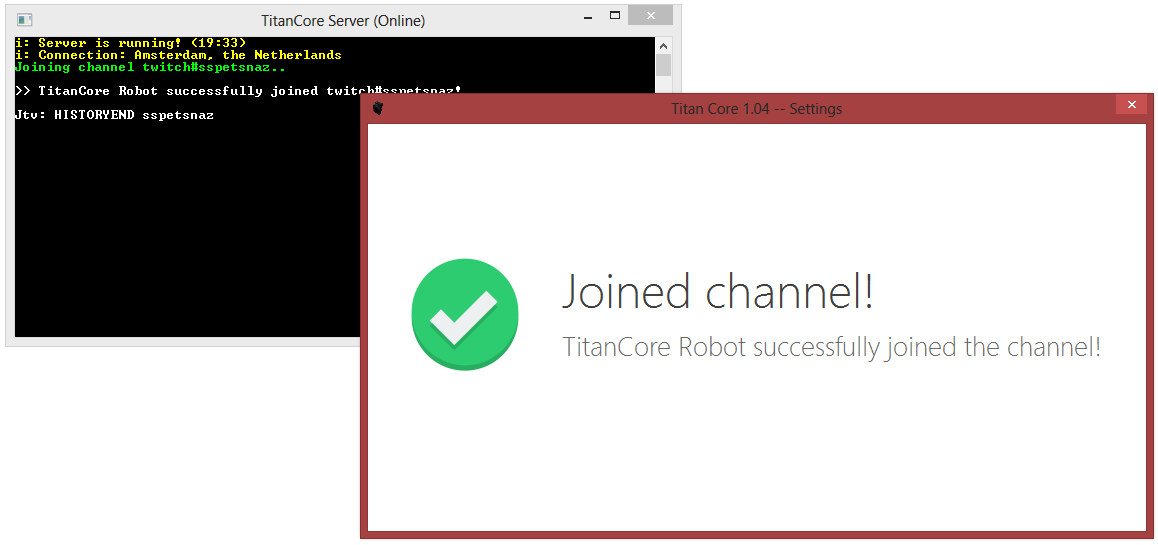 TitanCore Server (Online)
i: Server is running! (19:33)
i: Connection: Amsterdam, the Netherlands
Joining channel twitch#sspetsnaz..
>> TitanCore Robot successfully joined twitch#sspetsnaz!
Jtv: HISTORYEND sspetsnaz
Titan Core 1.04 -- Settings
Joined channel!
TitanCore Robot successfully joined the channel!